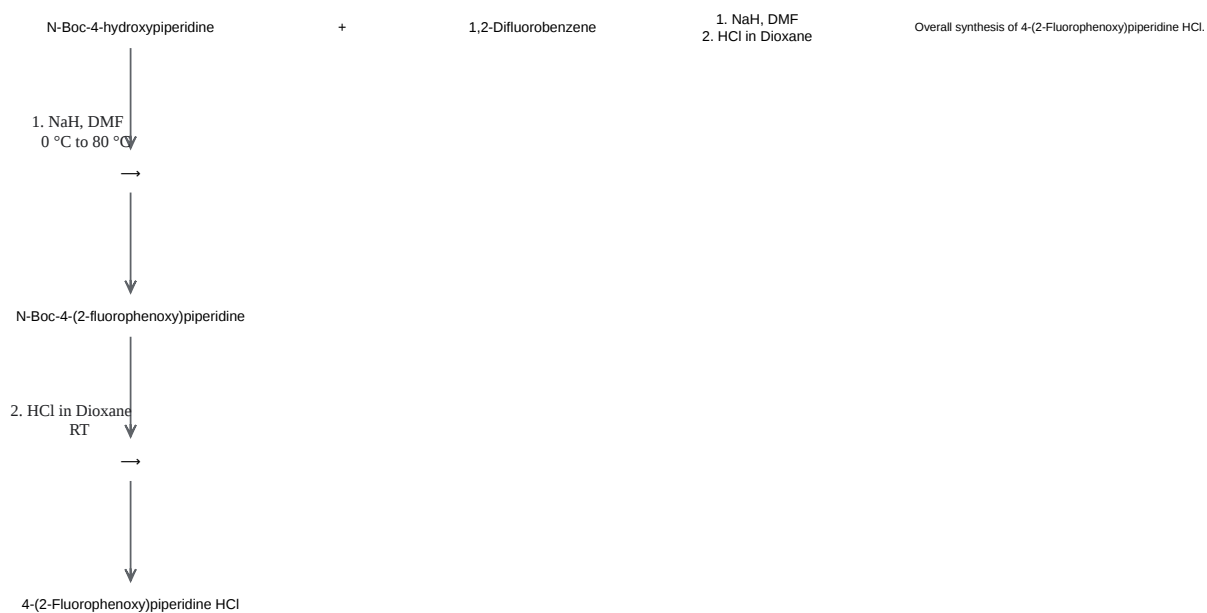 N-Boc-4-hydroxypiperidine
+
1,2-Difluorobenzene
1. NaH, DMF
2. HCl in Dioxane
Overall synthesis of 4-(2-Fluorophenoxy)piperidine HCl.
1. NaH, DMF
0 °C to 80 °C
→
N-Boc-4-(2-fluorophenoxy)piperidine
2. HCl in Dioxane
RT
→
4-(2-Fluorophenoxy)piperidine HCl